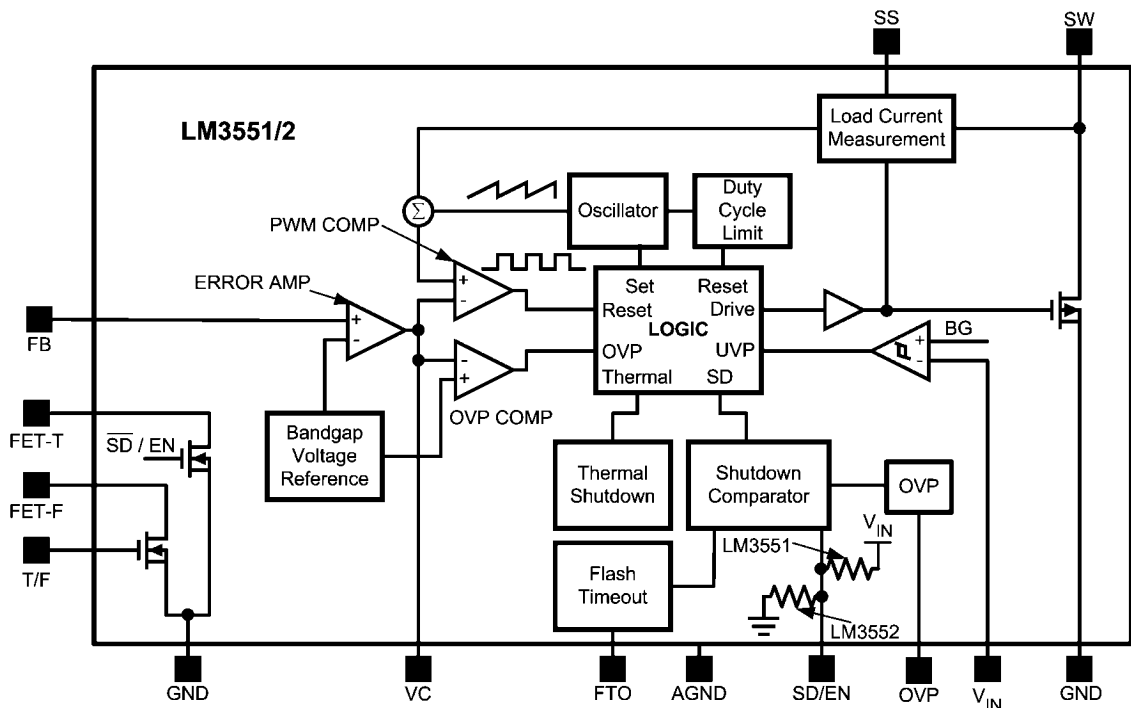 SS
SW
LM3551/2
Load Current
Measurement
Σ
Oscillator
Duty
Cycle
Limit
PWM COMP
ERROR AMP
+
-
+
-
Set
Reset
Reset
Drive
LOGIC
OVP
UVP
Thermal
SD
BG
+
-
FB
-
+
OVP COMP
Bandgap
Voltage
Reference
FET-T
SD / EN
FET-F
T/F
Thermal
Shutdown
Shutdown
Comparator
OVP
VIN
LM3551
Flash
Timeout
LM3552
GND
VC
FTO
AGND
SD/EN
OVP
VIN
GND